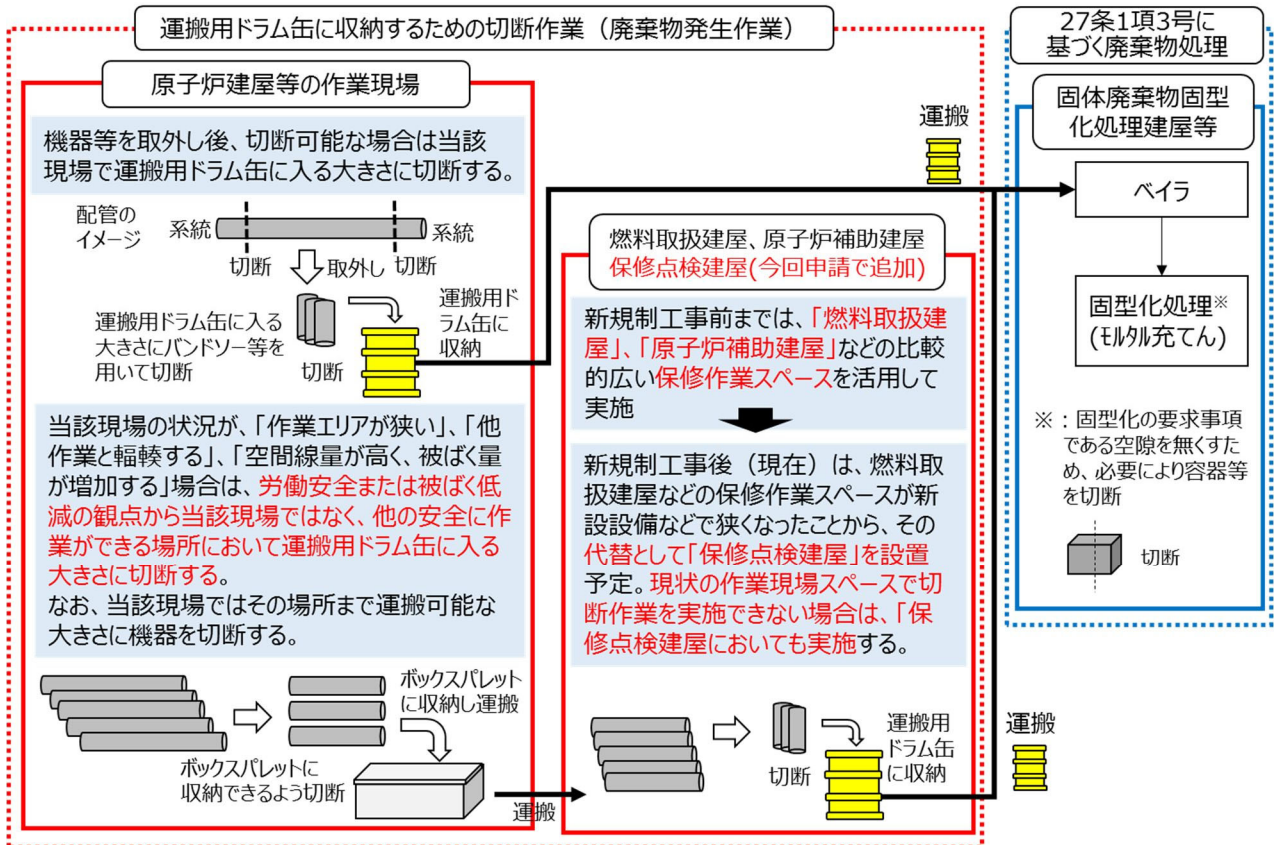 運搬用ドラム缶に収納するための切断作業（廃棄物発生作業）
原子炉建屋等の作業現場
機器等を取外し後、切断可能な場合は当該
現場で運搬用ドラム缶に入る大きさに切断する。
配管の
イメージ
系統
系統
切断
取外し
切断
運搬用ドラム缶に入る
大きさにバンドソー等を
用いて切断
切断
運搬用ド
ラム缶に
収納
当該現場の状況が、「作業エリアが狭い」、「他
作業と輻輳する」、「空間線量が高く、被ばく量
が増加する」場合は、労働安全または被ばく低
減の観点から当該現場ではなく、他の安全に作
業ができる場所において運搬用ドラム缶に入る
大きさに切断する。
なお、当該現場ではその場所まで運搬可能な
大きさに機器を切断する。
ボックスパレット
に収納し運搬
ボックスパレットに
収納できるよう切断
運搬
燃料取扱建屋、原子炉補助建屋
保修点検建屋(今回申請で追加)
新規制工事前までは、「燃料取扱建
屋」、「原子炉補助建屋」などの比較
的広い保修作業スペースを活用して
実施
新規制工事後（現在）は、燃料取
扱建屋などの保修作業スペースが新
設設備などで狭くなったことから、その
代替として「保修点検建屋」を設置
予定。現状の作業現場スペースで切
断作業を実施できない場合は、「保
修点検建屋においても実施する。
切断
運搬用
ドラム缶
に収納
運搬
運搬
27条1項3号に
基づく廃棄物処理
固体廃棄物固型
化処理建屋等
ベイラ
固型化処理※
(ﾓﾙﾀﾙ充てん)
※：固型化の要求事項
である空隙を無くすた
め、必要により容器等
を切断
切断